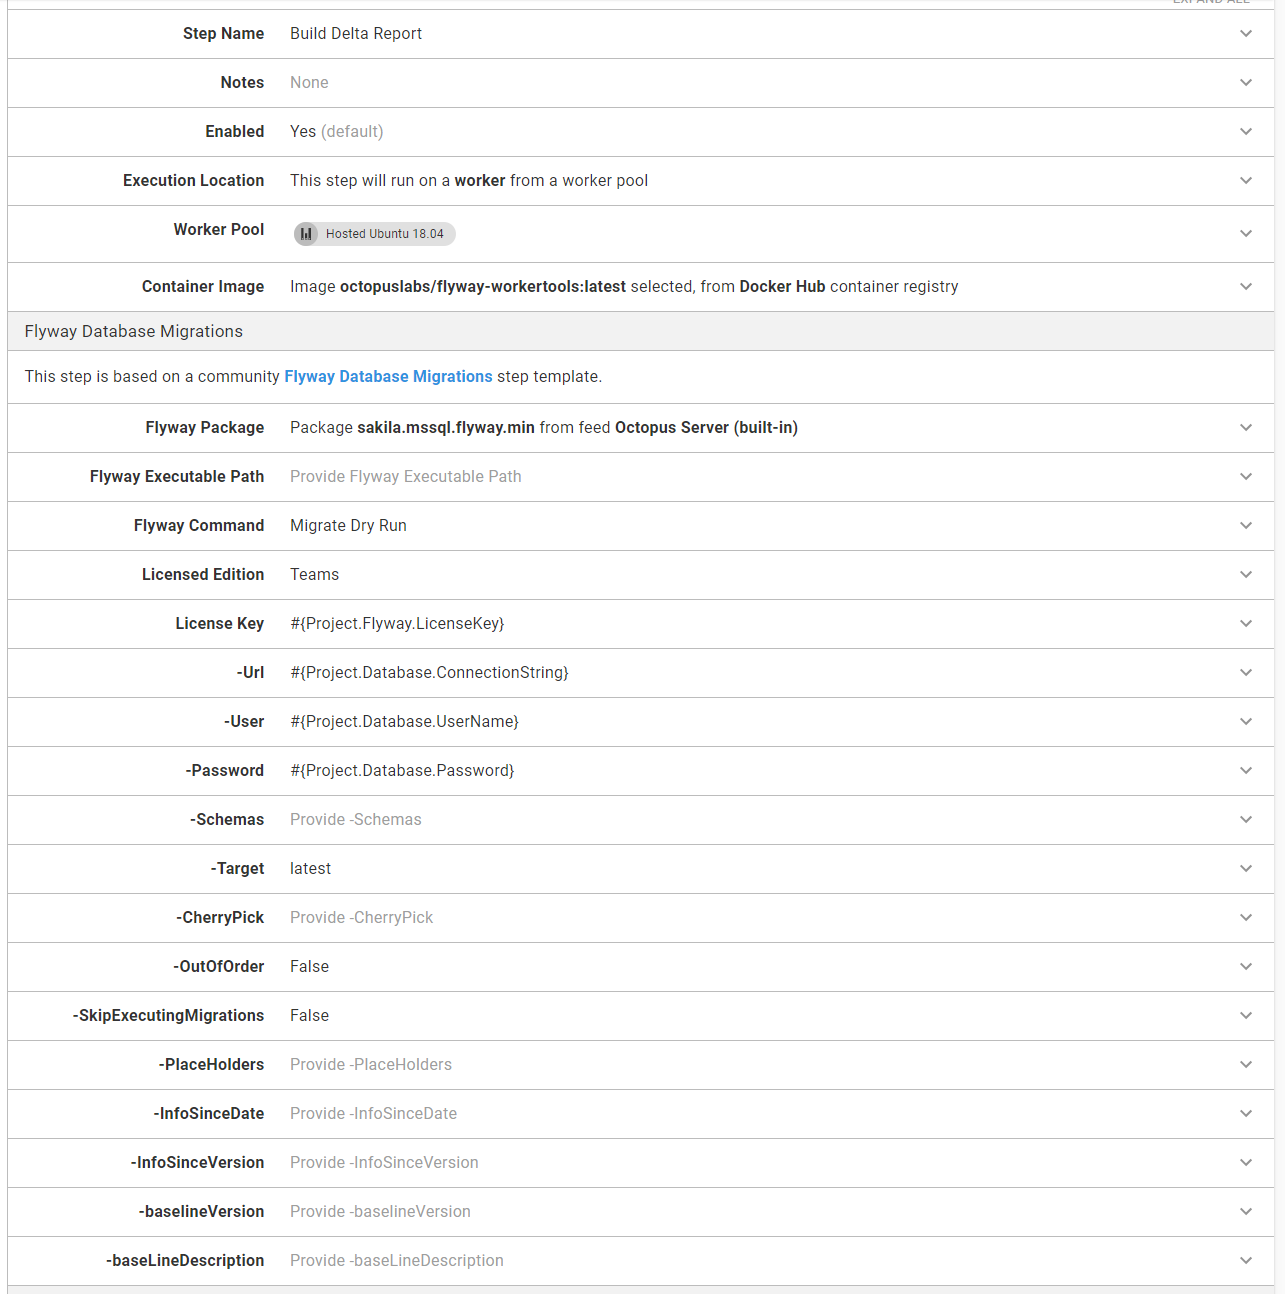 EXPAND ALL
Step Name Build Delta Report
Notes None
Enabled Yes (default)
Execution Location This step will run on a worker from a worker pool
Worker Pool Hosted Ubuntu 18.04
Container Image Image octopuslabs/flyway-workertools:latest selected, from Docker Hub container registry
Flyway Database Migrations
This step is based on a community Flyway Database Migrations step template.
Flyway Package Package sakila.mssql.flyway.min from feed Octopus Server (built-in)
Flyway Executable Path Provide Flyway Executable Path
Flyway Command Migrate Dry Run
Licensed Edition Teams
License Key #{Project.Flyway.LicenseKey}
-Url #{Project.Database.ConnectionString}
-User #{Project.Database.UserName}
-Password #{Project.Database.Password}
-Schemas Provide -Schemas
-Target latest
-CherryPick Provide -CherryPick
-OutOfOrder False
-SkipExecutingMigrations False
-PlaceHolders Provide -PlaceHolders
-InfoSinceDate Provide -InfoSinceDate
-InfoSinceVersion Provide -InfoSinceVersion
-baselineVersion Provide -baselineVersion
-baseLineDescription Provide -baseLineDescription